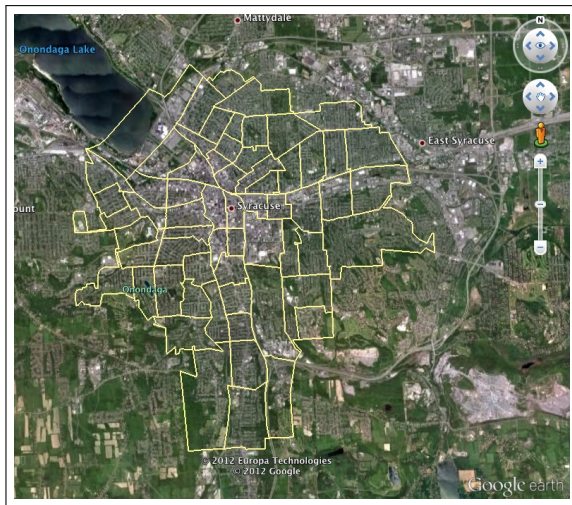 Mattydale
N
Onondaga Lake
East Syracuse
ount
Syracuse
Onondaga
© 2012 Europa Technologies
© 2012 Google
Google earth